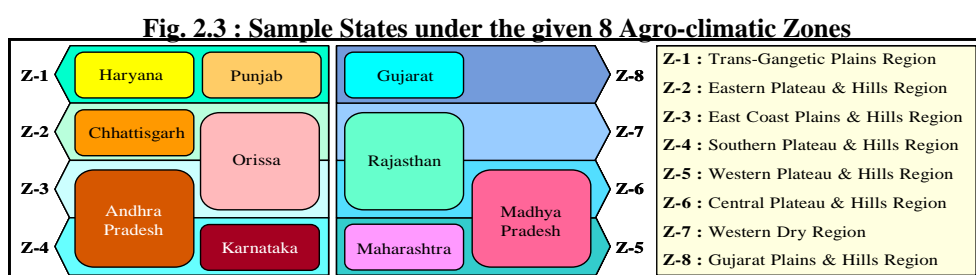 Fig. 2.3 : Sample States under the given 8 Agro-climatic Zones
Z-1
Haryana
Punjab
Gujarat
Z-8
Z-2
Chhattisgarh
Orissa
Rajasthan
Z-7
Z-3
Andhra
Pradesh
Madhya
Pradesh
Z-6
Z-4
Karnataka
Maharashtra
Z-5
Z-1 : Trans-Gangetic Plains Region
Z-2 : Eastern Plateau & Hills Region
Z-3 : East Coast Plains & Hills Region
Z-4 : Southern Plateau & Hills Region
Z-5 : Western Plateau & Hills Region
Z-6 : Central Plateau & Hills Region
Z-7 : Western Dry Region
Z-8 : Gujarat Plains & Hills Region